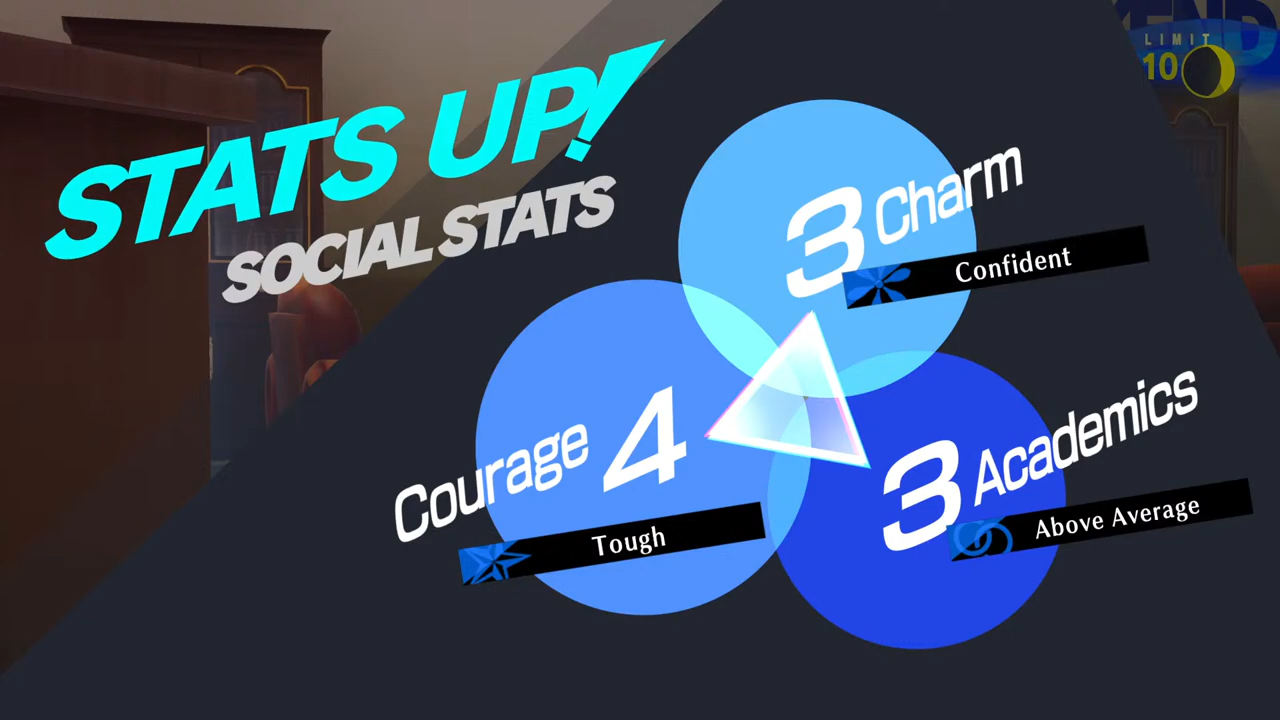 STATS UP!
SOCIAL STATS
LIMIT
10
3 Charm
Confident
Courage 4
Tough
3 Academics
Above Average